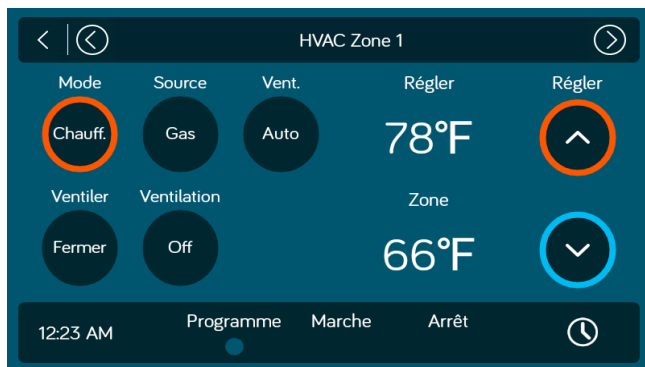 HVAC Zone 1
Mode Source Vent. Régler Régler
Chauff. Gas Auto 78°F
Ventiler Ventilation Zone
Fermer Off 66°F
12:23 AM Programme Marche Arrêt